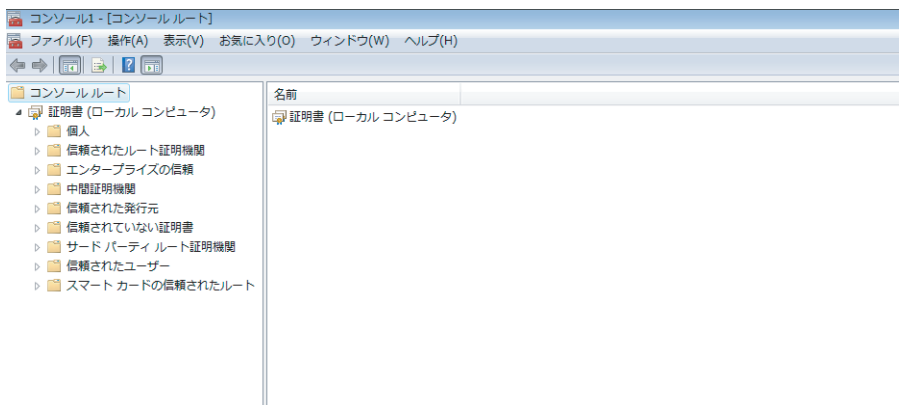 コンソール1 - [コンソール ルート]
ファイル(F) 操作(A) 表示(V) お気に入り(O) ウィンドウ(W) ヘルプ(H)
コンソール ルート
証明書 (ローカル コンピュータ)
個人
信頼されたルート証明機関
エンタープライズの信頼
中間証明機関
信頼された発行元
信頼されていない証明書
サード パーティ ルート証明機関
信頼されたユーザー
スマート カードの信頼されたルート
名前
証明書 (ローカル コンピュータ)